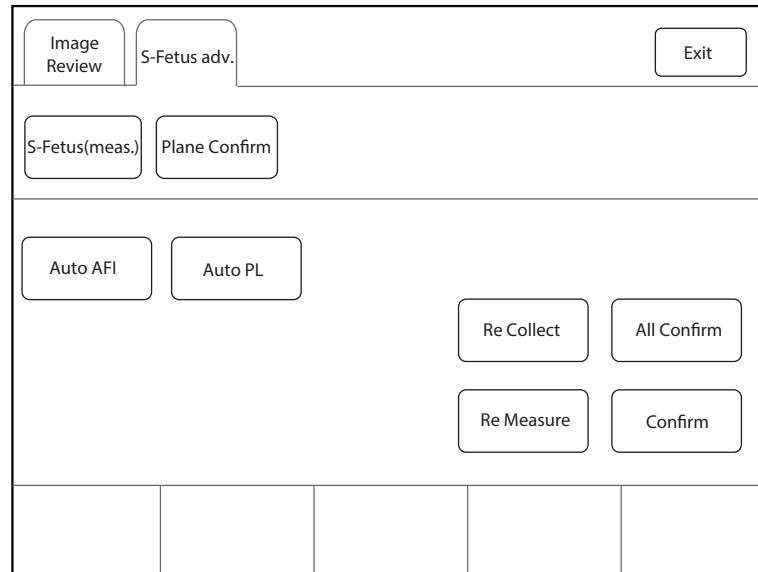 Image
Review
S-Fetus adv.
Exit
S-Fetus(meas.)
Plane Confirm
Auto AFI
Auto PL
Re Collect
All Confirm
Re Measure
Confirm